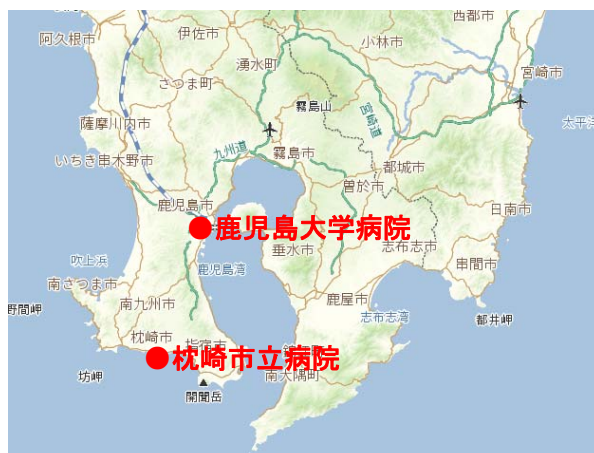 西都市
阿久根市
伊佐市
小林市
湧水町
宮崎市
さつま町
霧島山
宮崎道
薩摩川内市
太平洋
九州道
霧島市
いちき串木野市
都城市
曽於市
鹿児島市
日南市
鹿児島大学病院
垂水市
志布志市
吹上浜
鹿児島湾
串間市
南さつま市
野間岬
南九州市
鹿屋市
志布志湾
都井岬
枕崎市
指宿市
枕崎市立病院
坊岬
南大隅町
開聞岳